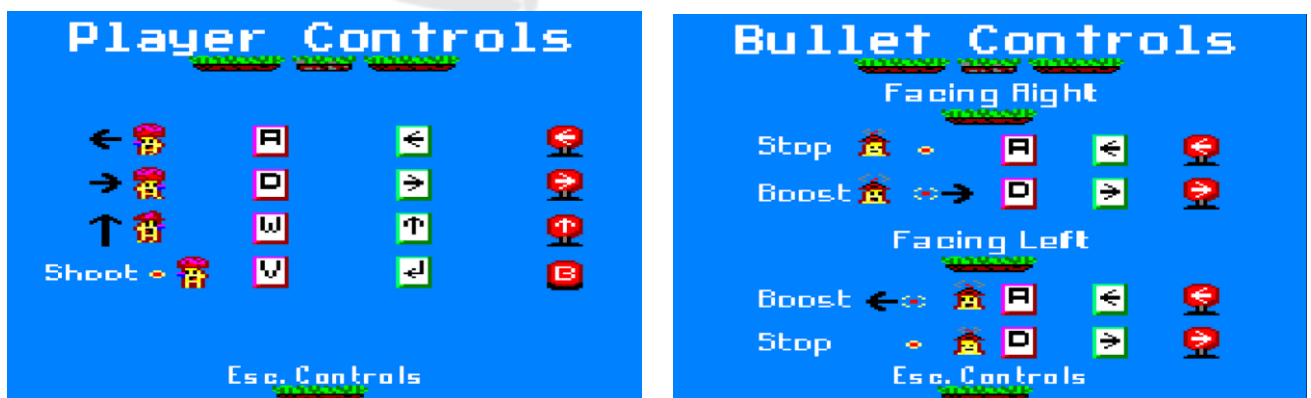 Player Controls
A
D
W
Shoot V
B
Esc. Controls
Bullet Controls
Facing Right
Stop A
Boost D
Facing Left
Boost A
Stop D
Esc. Controls